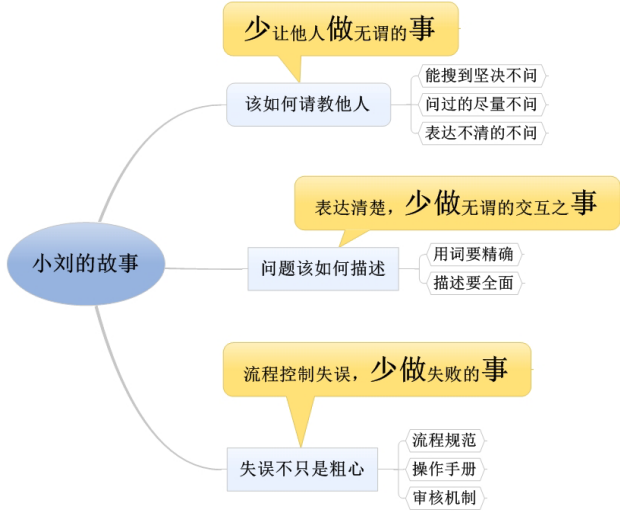 少让他人做无谓的事
该如何请教他人
能搜到坚决不问
问过的尽量不问
表达不清的不问
表达清楚，少做无谓的交互之事
小刘的故事
问题该如何描述
用词要精确
描述要全面
流程控制失误，少做失败的事
失误不只是粗心
流程规范
操作手册
审核机制